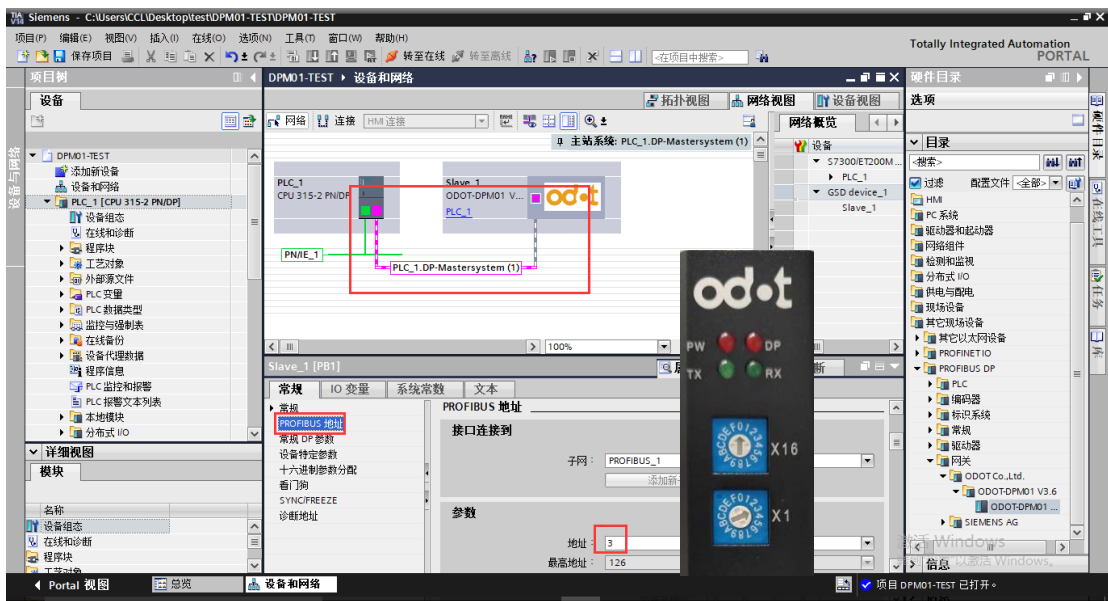 Siemens - C:\Users\CCL\Desktop\test\DPM01-TEST\DPM01-TEST
项目(P) 编辑(E) 视图(V) 插入(I) 在线(O) 选项(N) 工具(T) 窗口(W) 帮助(H)
Totally Integrated Automation
PORTAL
保存项目 转至在线 转至离线 <在项目中搜索>
项目树
DPM01-TEST 设备和网络
硬件目录
设备
拓扑视图 网络视图 设备视图
选项
网络 连接 HMI 连接
网络概览
主站系统: PLC_1.DP-Mastersystem (1)
目录
设备
<搜索>
DPM01-TEST
S7300/ET200M...
添加新设备
过滤 配置文件 <全部>
设备和网络
PLC_1
CPU 315-2 PN/DP
Slave_1
ODOT-DPM01 V...
PLC_1
odot
PLC_1
GSD device_1
Slave_1
HMI
PLC_1 [CPU 315-2 PN/DP]
PC 系统
设备组态
驱动器和起动器
在线和诊断
网络组件
程序块
PN/IE_1
检测和监视
工艺对象
PLC_1.DP-Mastersystem (1)
分布式 I/O
外部源文件
供电与配电
PLC 变量
现场设备
PLC 数据类型
其它现场设备
监控与强制表
其它以太网设备
在线备份
100%
PROFINET IO
设备代理数据
Slave_1 [PB1]
PROFIBUS DP
程序信息
PLC
PLC 监控和报警
常规 IO 变量 系统常数 文本
编码器
PLC 报警文本列表
常规
PROFIBUS 地址
标识系统
本地模块
PROFIBUS 地址
接口连接到
常规
分布式 I/O
常规 DP 参数
驱动器
详细视图
设备特定参数
子网: PROFIBUS_1
网关
模块
十六进制参数分配
ODOT Co.,Ltd.
看门狗
ODOT-DPM01 V3.6
名称
SYNC/FREEZE
参数
ODOT-DPM01 ...
设备组态
诊断地址
SIEMENS AG
在线和诊断
地址: 3
程序块
最高地址: 126
信息
odot
PW DP
TX RX
X16
X1
激活 Windows
设备与网络
硬件目录
在线工具
任务
库
Portal 视图 总览 设备和网络
项目 DPM01-TEST 已打开。